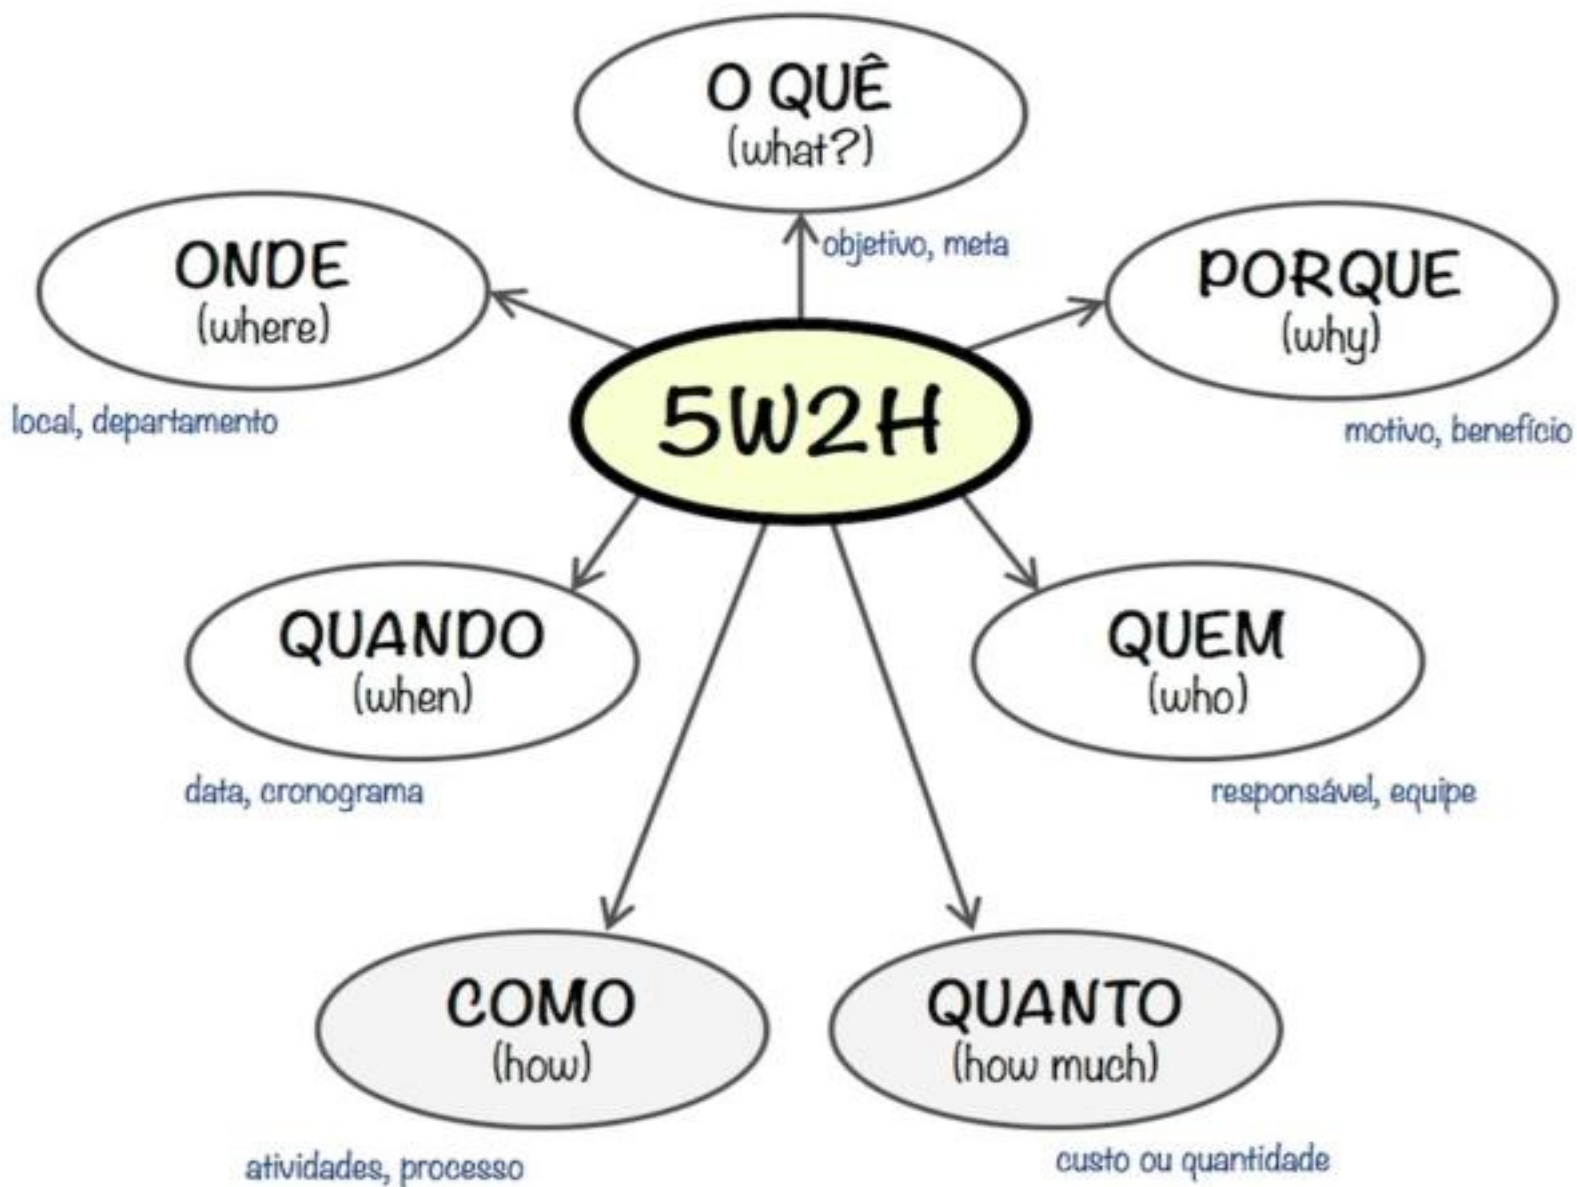 O QUÊ
(what?)
objetivo, meta
ONDE
(where)
local, departamento
PORQUE
(why)
motivo, benefício
5W2H
QUANDO
(when)
data, cronograma
QUEM
(who)
responsável, equipe
COMO
(how)
atividades, processo
QUANTO
(how much)
custo ou quantidade